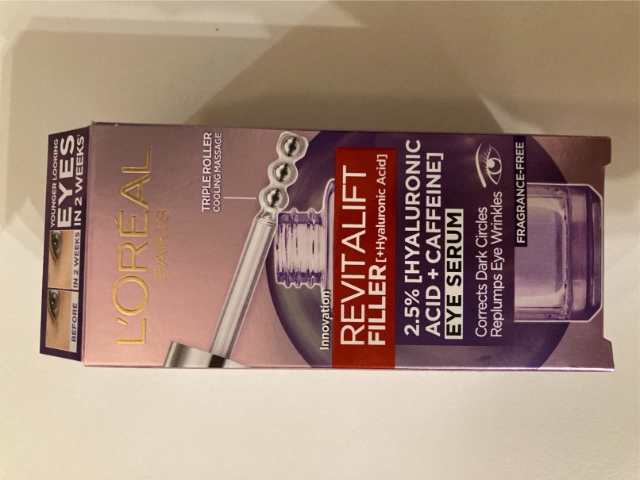 YOUNGER LOOKING
EYES
IN 2 WEEKS*
BEFORE
IN 2 WEEKS
L'ORÉAL
PARIS
TRIPLE ROLLER
COOLING MASSAGE
Innovation
REVITALIFT
FILLER [+Hyaluronic Acid]
2.5% [HYALURONIC
ACID + CAFFEINE]
EYE SERUM
Corrects Dark Circles
Replumps Eye Wrinkles
FRAGRANCE-FREE